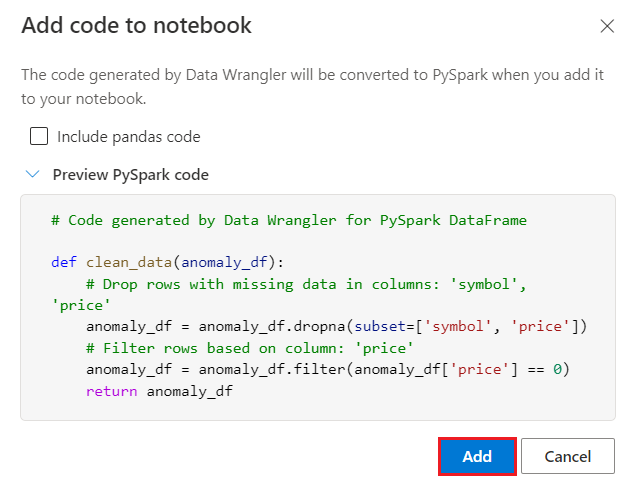 Add code to notebook
The code generated by Data Wrangler will be converted to PySpark when you add it
to your notebook.
Include pandas code
Preview PySpark code
# Code generated by Data Wrangler for PySpark DataFrame
def clean_data(anomaly_df):
    # Drop rows with missing data in columns: 'symbol',
'price'
    anomaly_df = anomaly_df.dropna(subset=['symbol', 'price'])
    # Filter rows based on column: 'price'
    anomaly_df = anomaly_df.filter(anomaly_df['price'] == 0)
    return anomaly_df
Add
Cancel